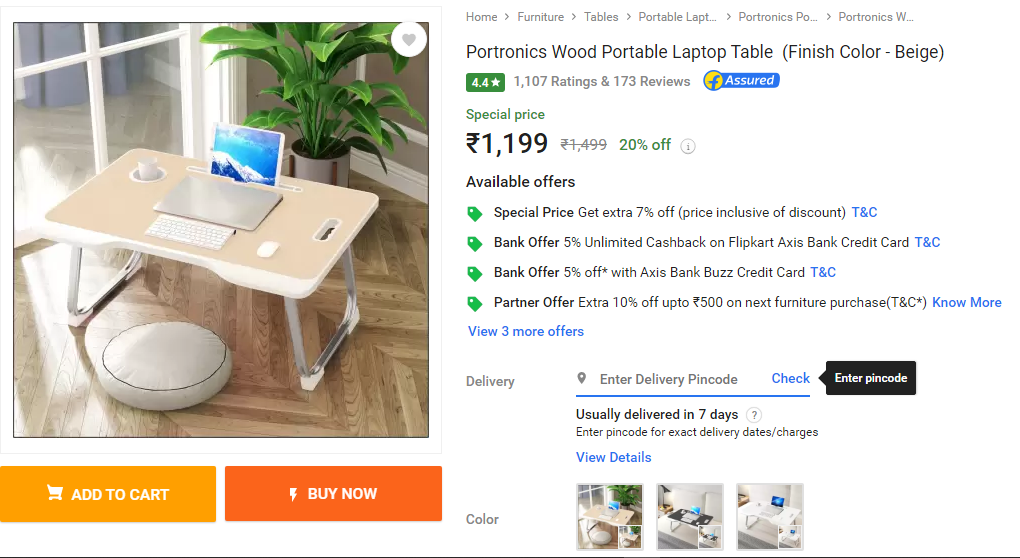 Home > Furniture > Tables > Portable Lapt... > Portronics Po... > Portronics W...
Portronics Wood Portable Laptop Table (Finish Color - Beige)
4.4★ 1,107 Ratings & 173 Reviews Assured
Special price
₹1,199 ₹1,499 20% off
Available offers
Special Price Get extra 7% off (price inclusive of discount) T&C
Bank Offer 5% Unlimited Cashback on Flipkart Axis Bank Credit Card T&C
Bank Offer 5% off* with Axis Bank Buzz Credit Card T&C
Partner Offer Extra 10% off upto ₹500 on next furniture purchase(T&C*) Know More
View 3 more offers
Delivery Enter Delivery Pincode Check Enter pincode
Usually delivered in 7 days ?
Enter pincode for exact delivery dates/charges
View Details
ADD TO CART BUY NOW
Color